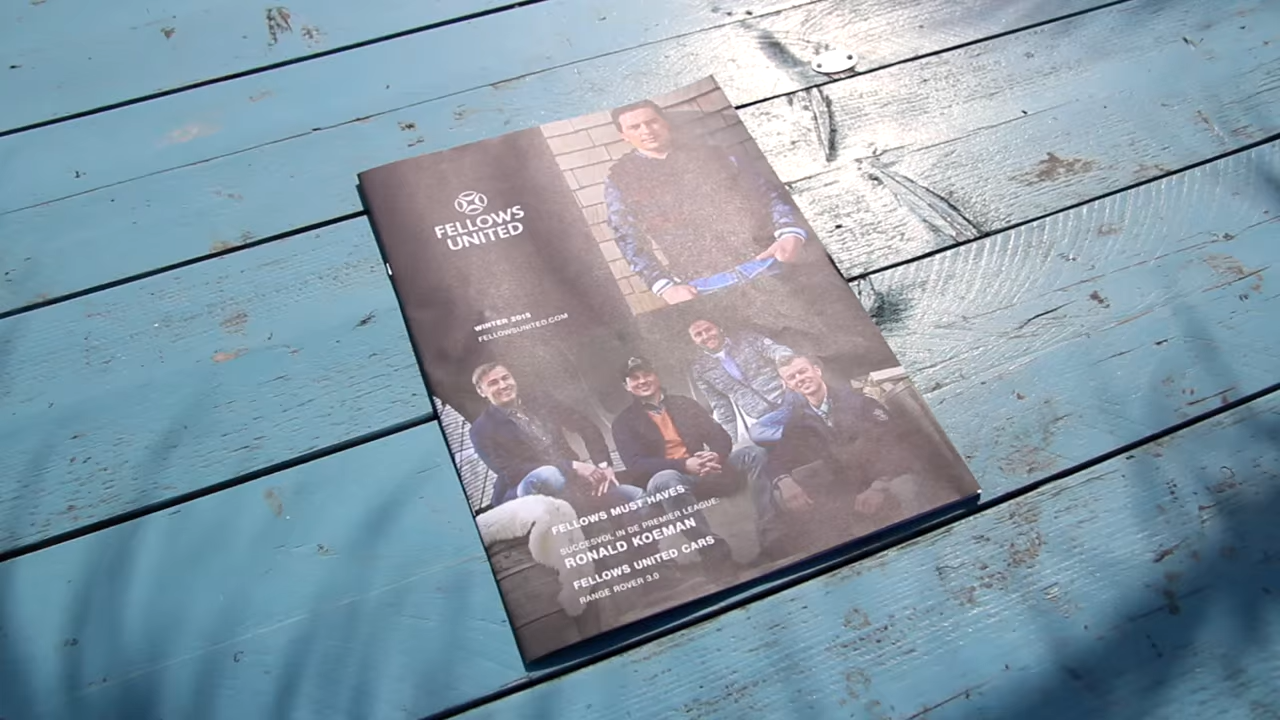 FELLOWS
UNITED
WINTER 2015
FELLOWSUNITED.COM
FELLOWS MUST HAVES
SUCCESVOL IN DE PREMIER LEAGUE:
RONALD KOEMAN
FELLOWS UNITED CARS
RANGE ROVER 3.0